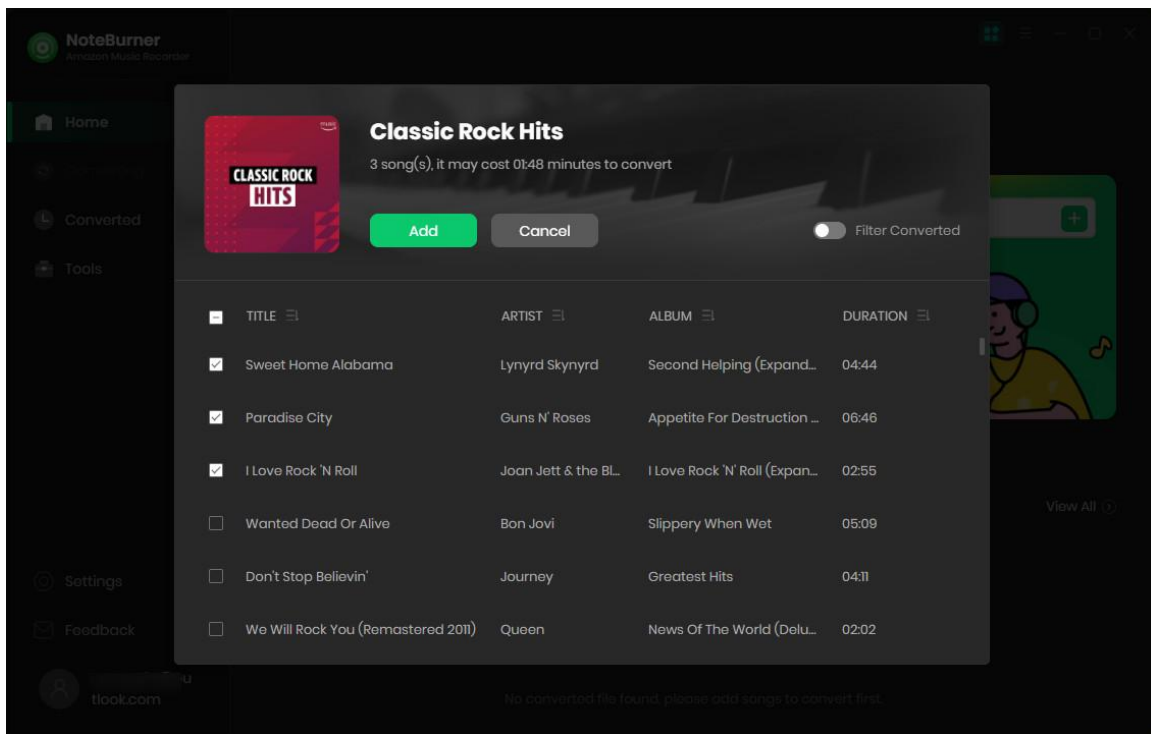 NoteBurner
Amazon Music Recorder
Home
Converted
Tools
Settings
Feedback
tlook.com
music
CLASSIC ROCK
HITS
Classic Rock Hits
3 song(s), it may cost 01:48 minutes to convert
Add Cancel Filter Converted
TITLE ARTIST ALBUM DURATION
Sweet Home Alabama Lynyrd Skynyrd Second Helping (Expand... 04:44
Paradise City Guns N' Roses Appetite For Destruction ... 06:46
I Love Rock 'N Roll Joan Jett & the Bl... I Love Rock 'N' Roll (Expan... 02:55
Wanted Dead Or Alive Bon Jovi Slippery When Wet 05:09
Don't Stop Believin' Journey Greatest Hits 04:11
We Will Rock You (Remastered 2011) Queen News Of The World (Delu... 02:02
View All
No converted file found, please add songs to convert first.